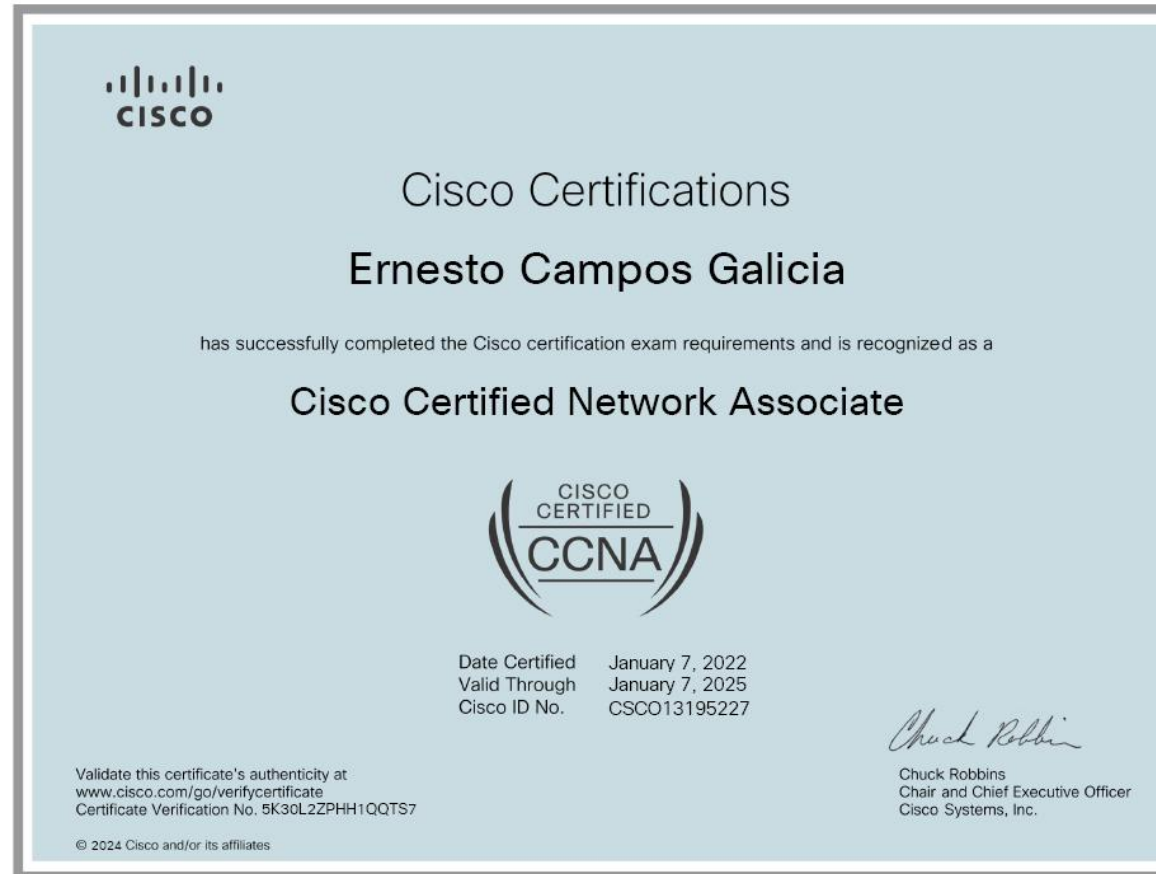 CISCO
Cisco Certifications
Ernesto Campos Galicia
has successfully completed the Cisco certification exam requirements and is recognized as a
Cisco Certified Network Associate
CISCO
CERTIFIED
CCNA
Date Certified January 7, 2022
Valid Through January 7, 2025
Cisco ID No. CSCO13195227
Chuck Robbin
Validate this certificate's authenticity at
www.cisco.com/go/verifycertificate
Certificate Verification No. 5K30L2ZPHH1QQTS7
Chuck Robbins
Chair and Chief Executive Officer
Cisco Systems, Inc.
© 2024 Cisco and/or its affiliates